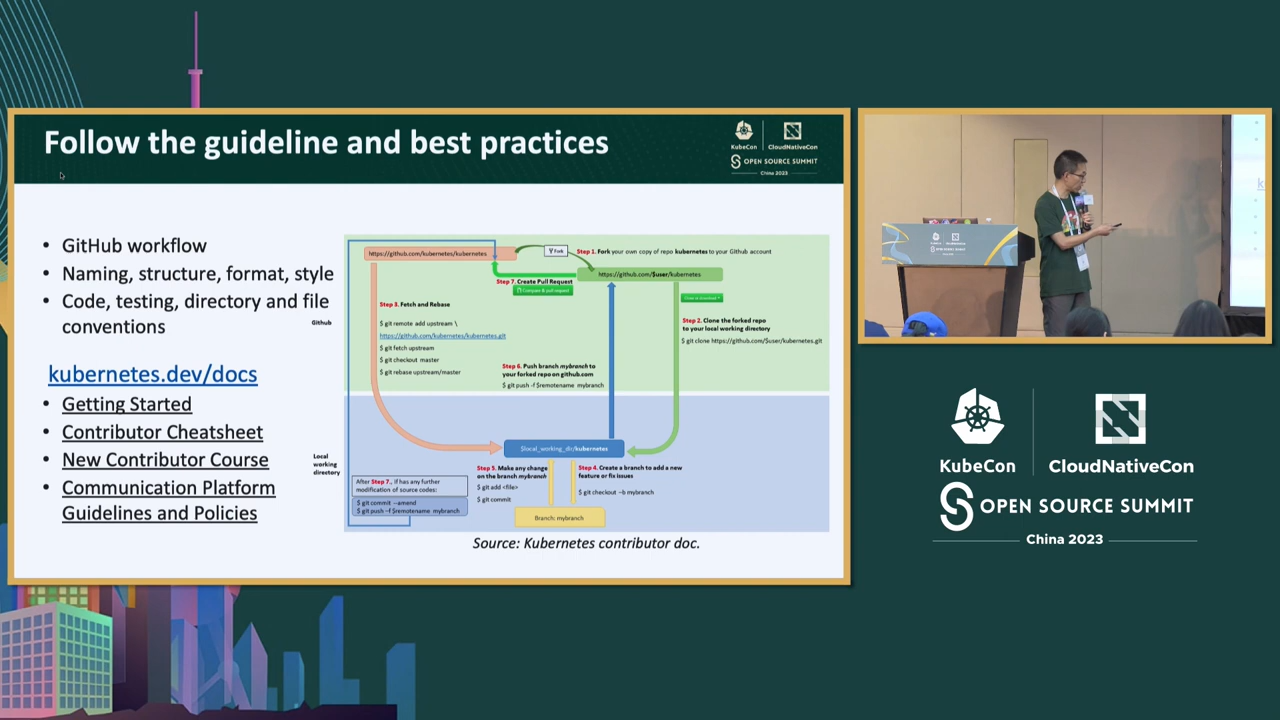 Follow the guideline and best practices
KubeCon
CloudNativeCon
OPEN SOURCE SUMMIT
China 2023
• GitHub workflow
• Naming, structure, format, style
• Code, testing, directory and file
conventions
kubernetes.dev/docs
• Getting Started
• Contributor Cheatsheet
• New Contributor Course
• Communication Platform
Guidelines and Policies
Github
https://github.com/kubernetes/kubernetes
Fork
Step 1. Fork your own copy of repo kubernetes to your Github account
https://github.com/$user/kubernetes
Step 7. Create Pull Request
Compare & pull request
Step 3. Fetch and Rebase
$ git remote add upstream \
https://github.com/kubernetes/kubernetes.git
$ git fetch upstream
$ git checkout master
$ git rebase upstream/master
Step 2. Clone the forked repo
to your local working directory
$ git clone https://github.com/$user/kubernetes.git
Step 6. Push branch mybranch to
your forked repo on github.com
$ git push -f $remotename mybranch
Local
working
directory
$local_working_dir/kubernetes
Step 5. Make any change
on the branch mybranch
$ git add <file>
$ git commit
Step 4. Create a branch to add a new
feature or fix issues
$ git checkout -b mybranch
After Step 7., if has any further
modification of source codes:
$ git commit --amend
$ git push -f $remotename mybranch
Branch: mybranch
Source: Kubernetes contributor doc.
KubeCon
CloudNativeCon
OPEN SOURCE SUMMIT
China 2023